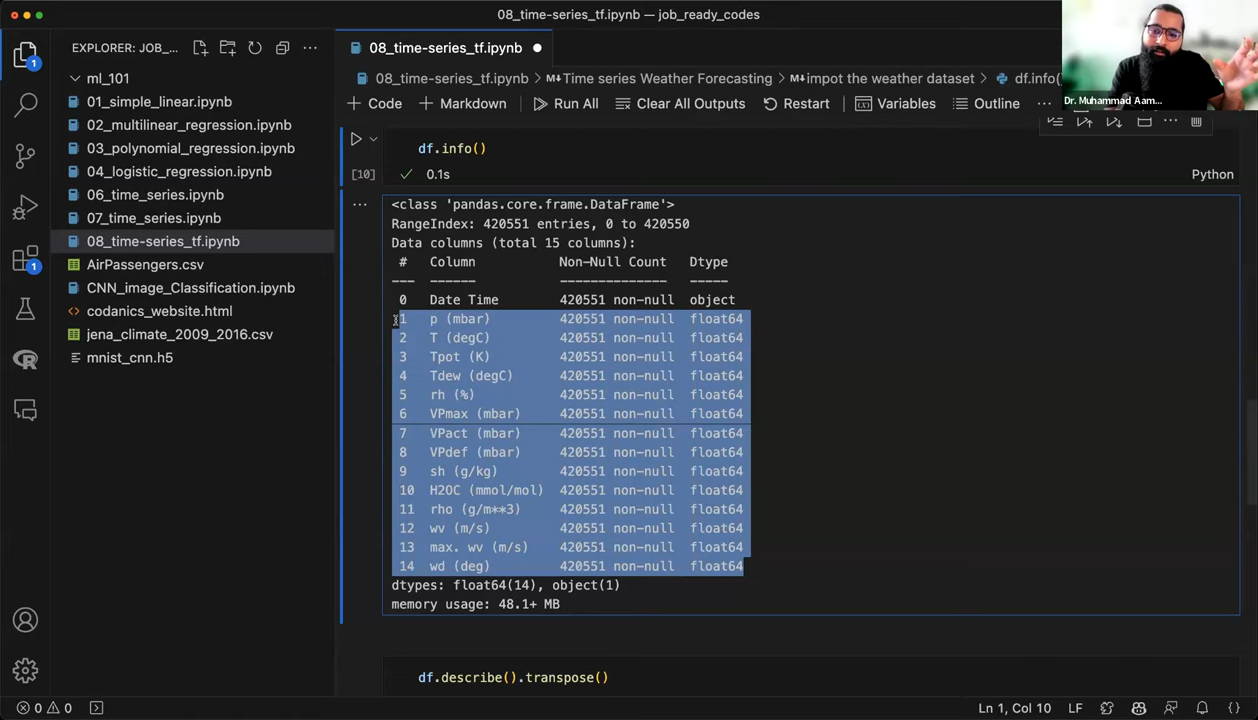 08_time-series_tf.ipynb — job_ready_codes
EXPLORER: JOB_...
08_time-series_tf.ipynb
08_time-series_tf.ipynb > M↓Time series Weather Forecasting > M↓impot the weather dataset > df.info(
+ Code + Markdown Run All Clear All Outputs Restart Variables Outline ...
Dr. Muhammad Aam...
1
1
ml_101
01_simple_linear.ipynb
02_multilinear_regression.ipynb
03_polynomial_regression.ipynb
04_logistic_regression.ipynb
06_time_series.ipynb
07_time_series.ipynb
08_time-series_tf.ipynb
AirPassengers.csv
CNN_image_Classification.ipynb
codanics_website.html
jena_climate_2009_2016.csv
mnist_cnn.h5
df.info()
[10] 0.1s Python
<class 'pandas.core.frame.DataFrame'>
RangeIndex: 420551 entries, 0 to 420550
Data columns (total 15 columns):
# Column Non-Null Count Dtype
--- ------ -------------- -----
0 Date Time 420551 non-null object
1 p (mbar) 420551 non-null float64
2 T (degC) 420551 non-null float64
3 Tpot (K) 420551 non-null float64
4 Tdew (degC) 420551 non-null float64
5 rh (%) 420551 non-null float64
6 VPmax (mbar) 420551 non-null float64
7 VPact (mbar) 420551 non-null float64
8 VPdef (mbar) 420551 non-null float64
9 sh (g/kg) 420551 non-null float64
10 H2OC (mmol/mol) 420551 non-null float64
11 rho (g/m**3) 420551 non-null float64
12 wv (m/s) 420551 non-null float64
13 max. wv (m/s) 420551 non-null float64
14 wd (deg) 420551 non-null float64
dtypes: float64(14), object(1)
memory usage: 48.1+ MB
df.describe().transpose()
0 0 Ln 1, Col 10 LF